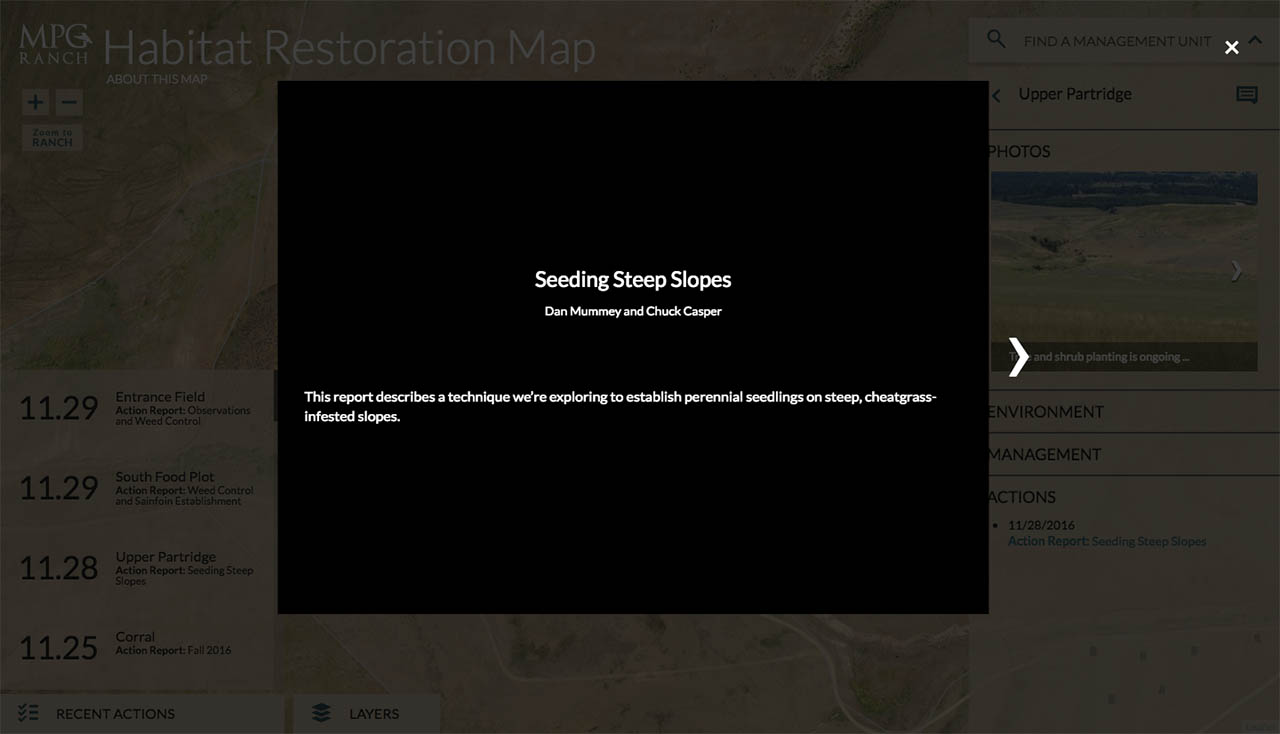 MPG
RANCH
Habitat Restoration Map
ABOUT THIS MAP
+ −
Zoom to
RANCH
FIND A MANAGEMENT UNIT
Upper Partridge
PHOTOS
and shrub planting is ongoing ...
ENVIRONMENT
MANAGEMENT
ACTIONS
11/28/2016
Action Report: Seeding Steep Slopes
Seeding Steep Slopes
Dan Mummey and Chuck Casper
This report describes a technique we're exploring to establish perennial seedlings on steep, cheatgrass-
infested slopes.
11.29
Entrance Field
Action Report: Observations
and Weed Control
11.29
South Food Plot
Action Report: Weed Control
and Sainfoin Establishment
11.28
Upper Partridge
Action Report: Seeding Steep
Slopes
11.25
Corral
Action Report: Fall 2016
RECENT ACTIONS
LAYERS